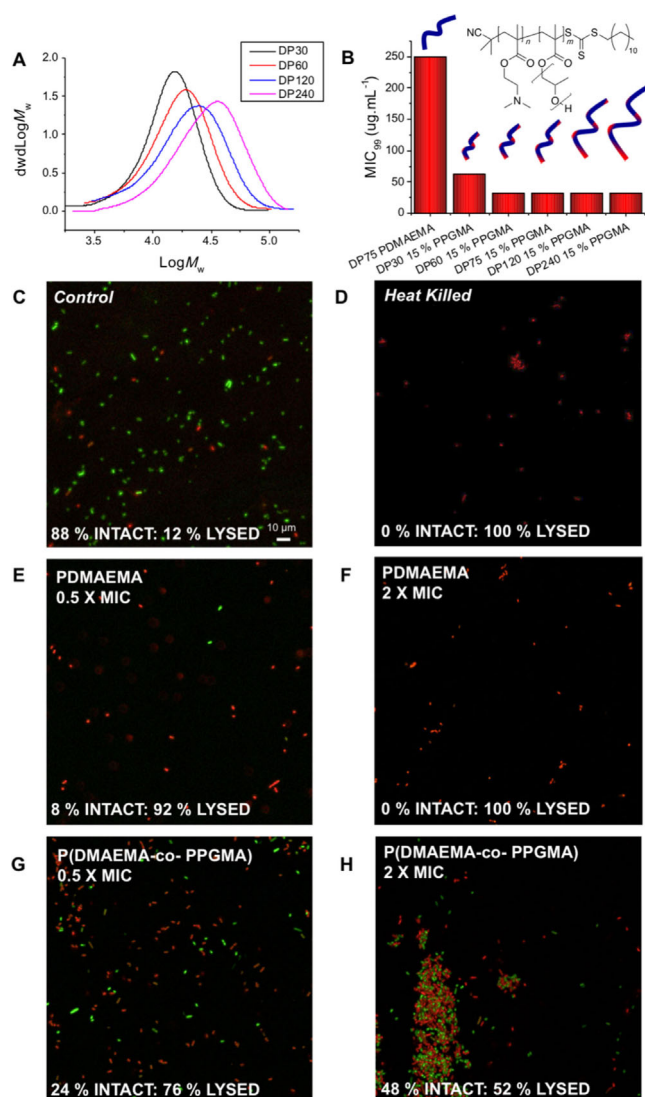 A
DP30
DP60
DP120
DP240
dwdLogMw
2.0
1.5
1.0
0.5
0.0
3.5 4.0 4.5 5.0
LogMw
B
MIC99 (ug.mL-1)
250
200
150
100
50
0
NC
n
m
S
S
S
10
O
O
O
O
O
H
N
DP75 PDMAEMA
DP30 15 % PPGMA
DP60 15 % PPGMA
DP75 15 % PPGMA
DP120 15 % PPGMA
DP240 15 % PPGMA
C
Control
10 µm
88 % INTACT: 12 % LYSED
D
Heat Killed
0 % INTACT: 100 % LYSED
E
PDMAEMA
0.5 X MIC
8 % INTACT: 92 % LYSED
F
PDMAEMA
2 X MIC
0 % INTACT: 100 % LYSED
G
P(DMAEMA-co- PPGMA)
0.5 X MIC
24 % INTACT: 76 % LYSED
H
P(DMAEMA-co- PPGMA)
2 X MIC
48 % INTACT: 52 % LYSED